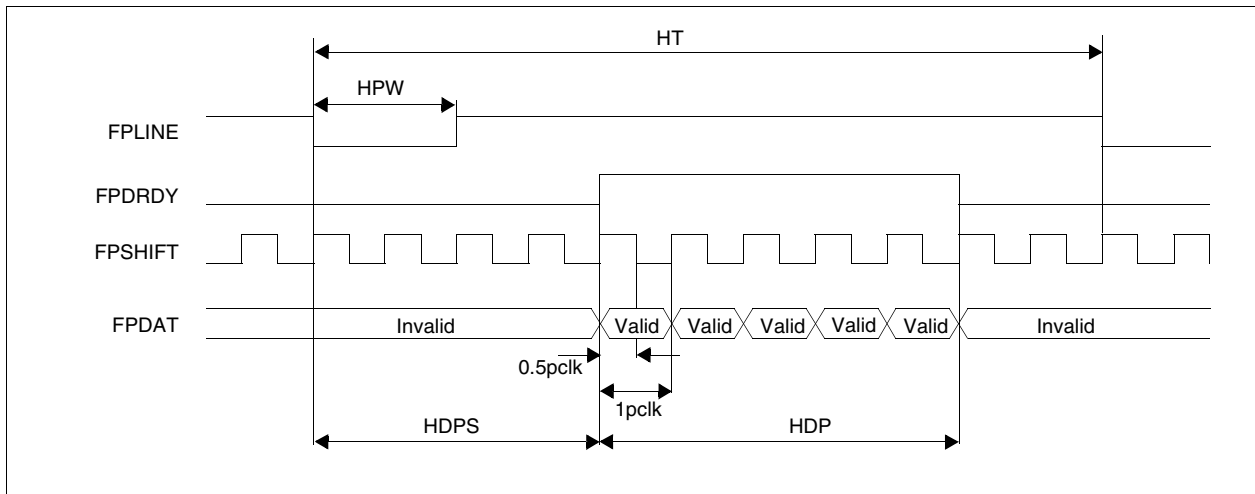 HT
HPW
FPLINE
FPDRDY
FPSHIFT
FPDAT
Invalid Valid Valid Valid Valid Valid Invalid
0.5pclk
1pclk
HDPS HDP